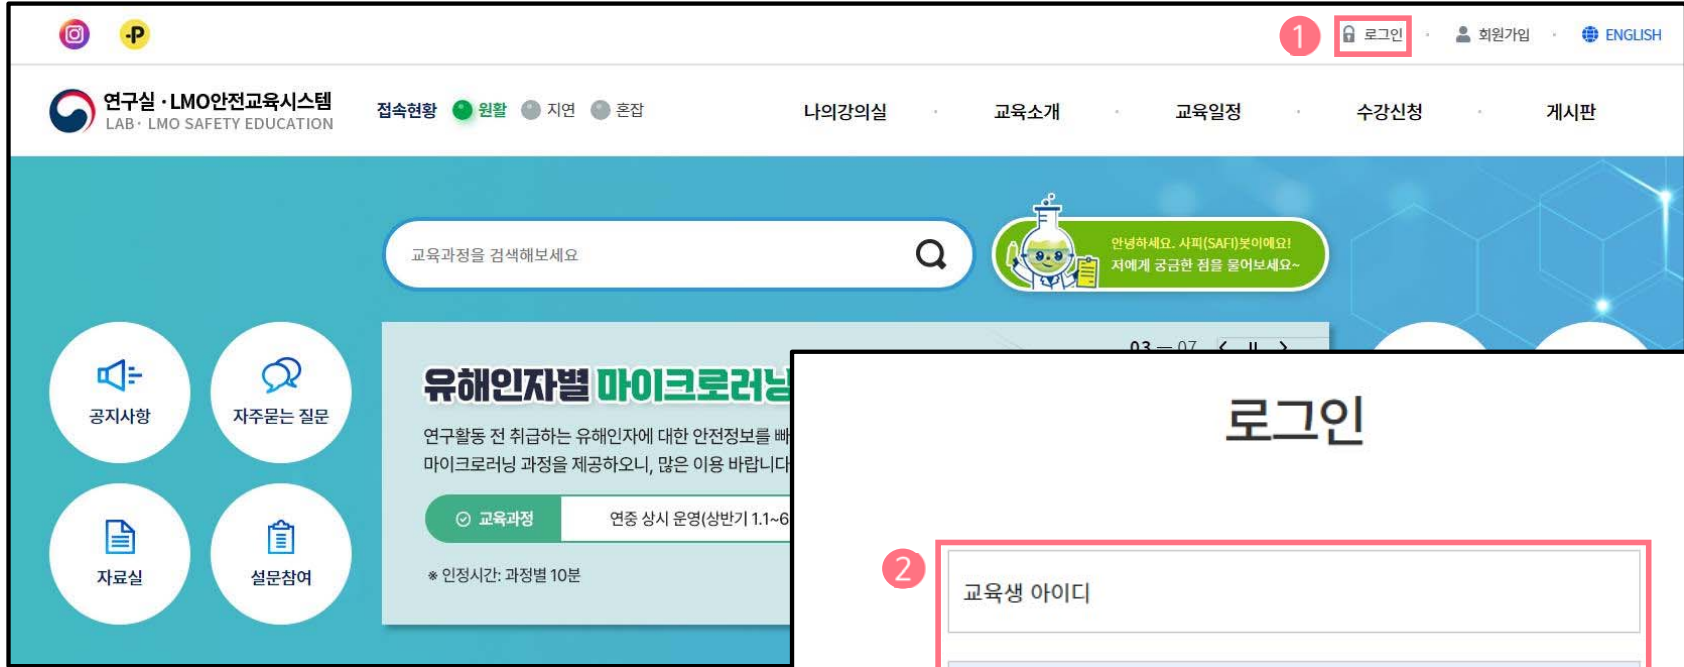 1 로그인 · 회원가입 · ENGLISH
연구실 · LMO안전교육시스템
LAB · LMO SAFETY EDUCATION
접속현황 원활 지연 혼잡
나의강의실 · 교육소개 · 교육일정 · 수강신청 · 게시판
교육과정을 검색해보세요
안녕하세요. 사피(SAFI)봇이에요!
저에게 궁금한 점을 물어보세요~
공지사항
자주묻는 질문
자료실
설문참여
03 — 07
유해인자별 마이크로러닝
연구활동 전 취급하는 유해인자에 대한 안전정보를 빠
마이크로러닝 과정을 제공하오니, 많은 이용 바랍니다
교육과정 연중 상시 운영(상반기 1.1~6
※ 인정시간: 과정별 10분
로그인
2
교육생 아이디